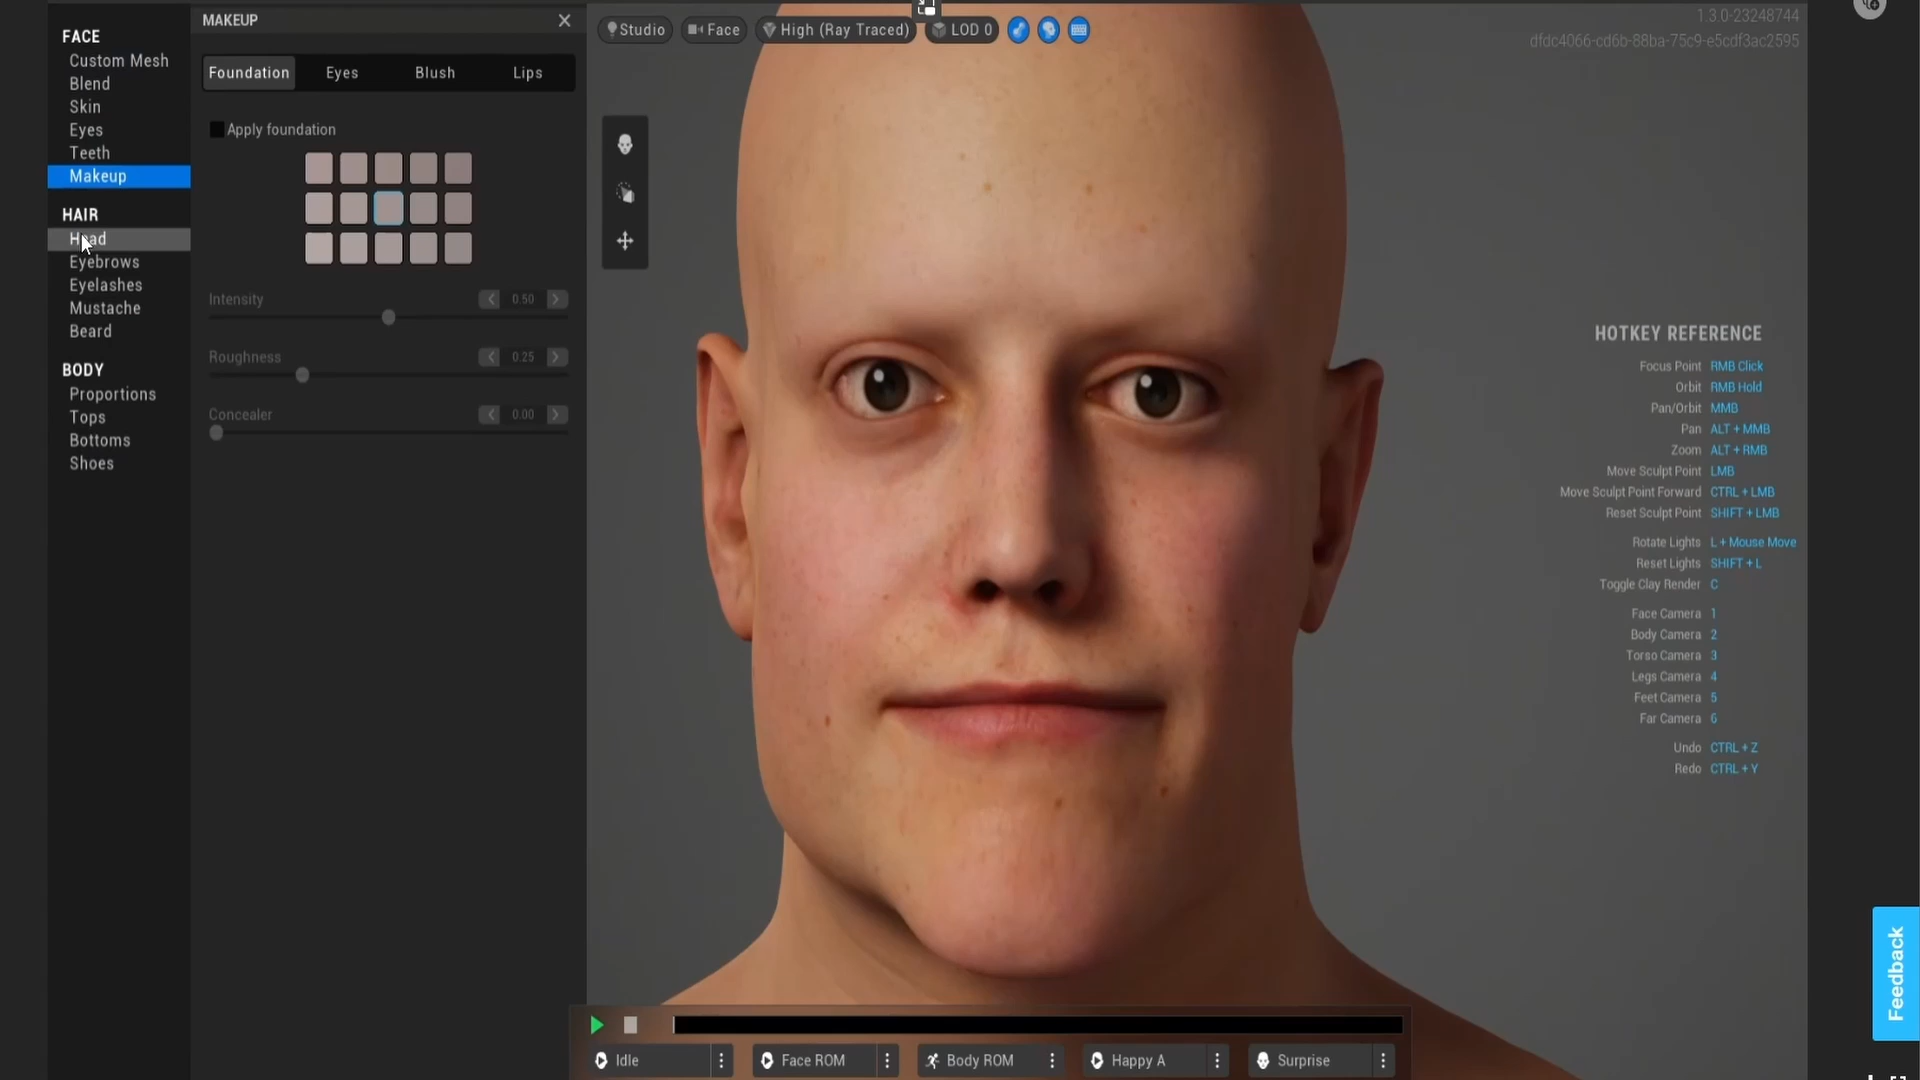 FACE
Custom Mesh
Blend
Skin
Eyes
Teeth
Makeup
HAIR
Head
Eyebrows
Eyelashes
Mustache
Beard
BODY
Proportions
Tops
Bottoms
Shoes
MAKEUP
Foundation Eyes Blush Lips
Apply foundation
Intensity 0.50
Roughness 0.25
Concealer 0.00
Studio Face High (Ray Traced) LOD 0
1.3.0-23248744
dfdc4066-cd6b-88ba-75c9-e5cdf3ac2595
HOTKEY REFERENCE
Focus Point RMB Click
Orbit RMB Hold
Pan/Orbit MMB
Pan ALT + MMB
Zoom ALT + RMB
Move Sculpt Point LMB
Move Sculpt Point Forward CTRL + LMB
Reset Sculpt Point SHIFT + LMB
Rotate Lights L + Mouse Move
Reset Lights SHIFT + L
Toggle Clay Render C
Face Camera 1
Body Camera 2
Torso Camera 3
Legs Camera 4
Feet Camera 5
Far Camera 6
Undo CTRL + Z
Redo CTRL + Y
Feedback
Idle Face ROM Body ROM Happy A Surprise